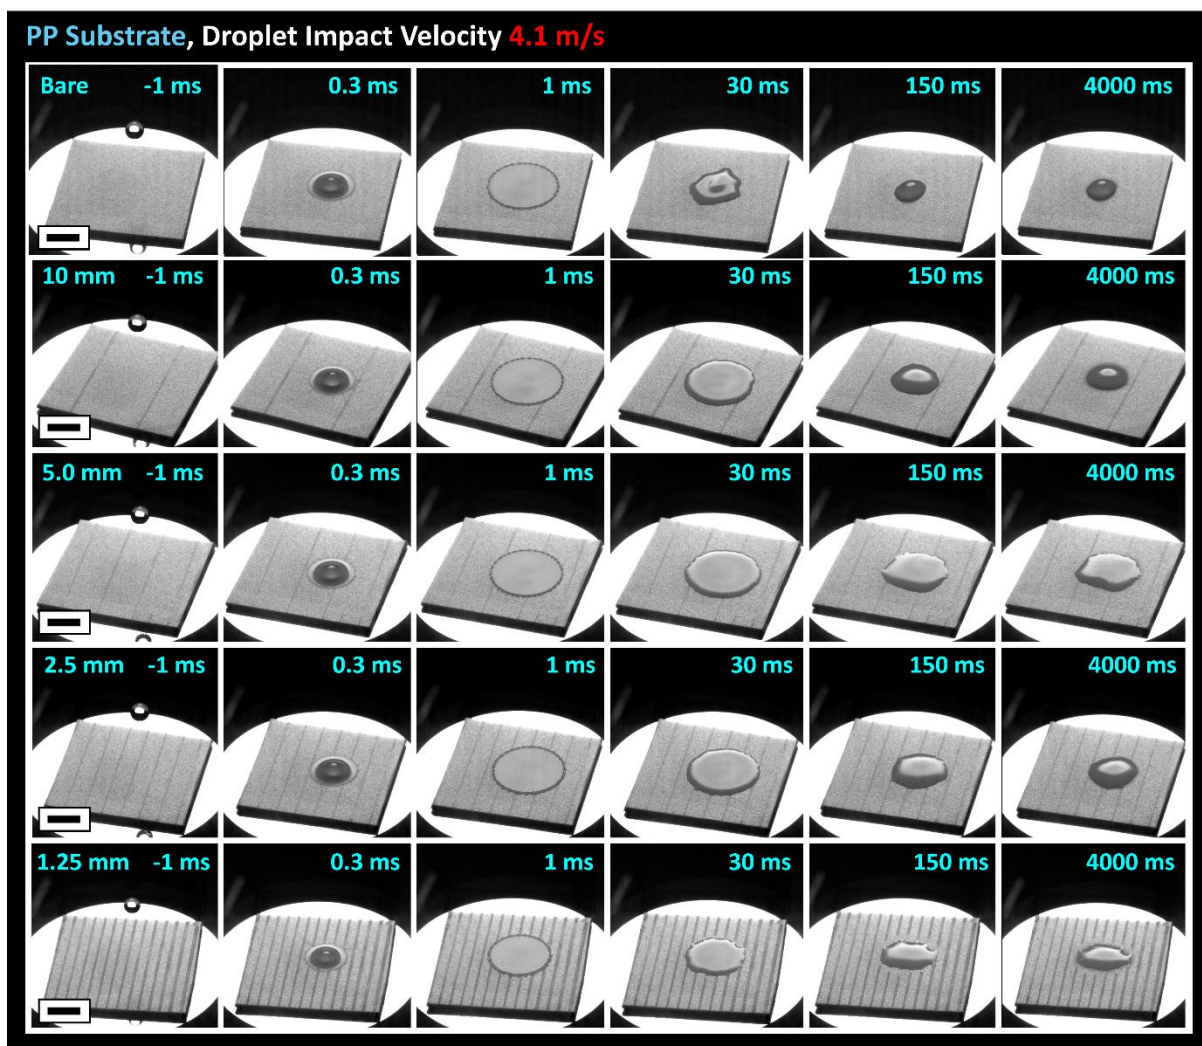 PP Substrate, Droplet Impact Velocity 4.1 m/s
Bare -1 ms 0.3 ms 1 ms 30 ms 150 ms 4000 ms
10 mm -1 ms 0.3 ms 1 ms 30 ms 150 ms 4000 ms
5.0 mm -1 ms 0.3 ms 1 ms 30 ms 150 ms 4000 ms
2.5 mm -1 ms 0.3 ms 1 ms 30 ms 150 ms 4000 ms
1.25 mm -1 ms 0.3 ms 1 ms 30 ms 150 ms 4000 ms